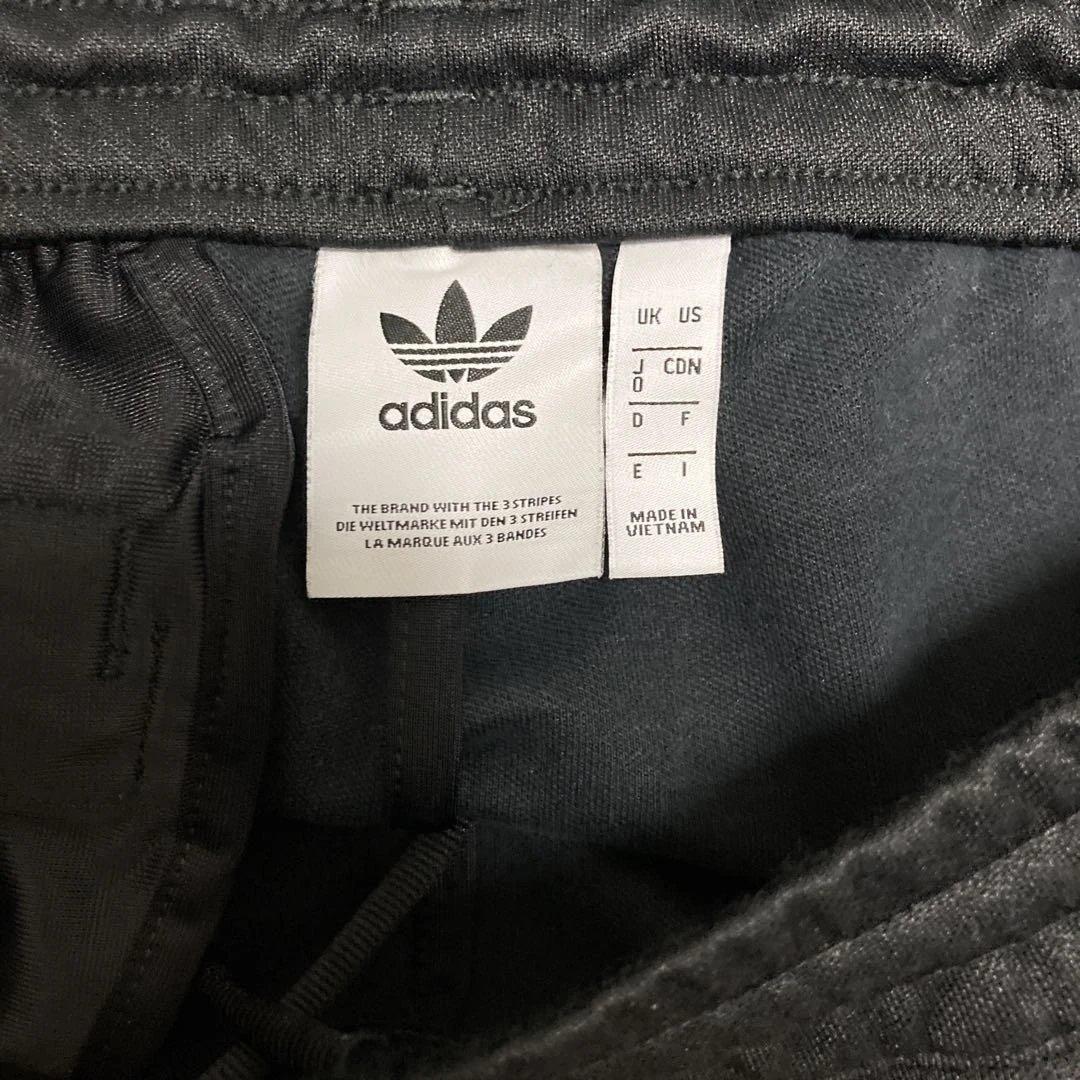 adidas
THE BRAND WITH THE 3 STRIPES
DIE WELTMARKE MIT DEN 3 STREIFEN
LA MARQUE AUX 3 BANDES
UK US
J CDN
O
D F
E I
MADE IN
VIETNAM